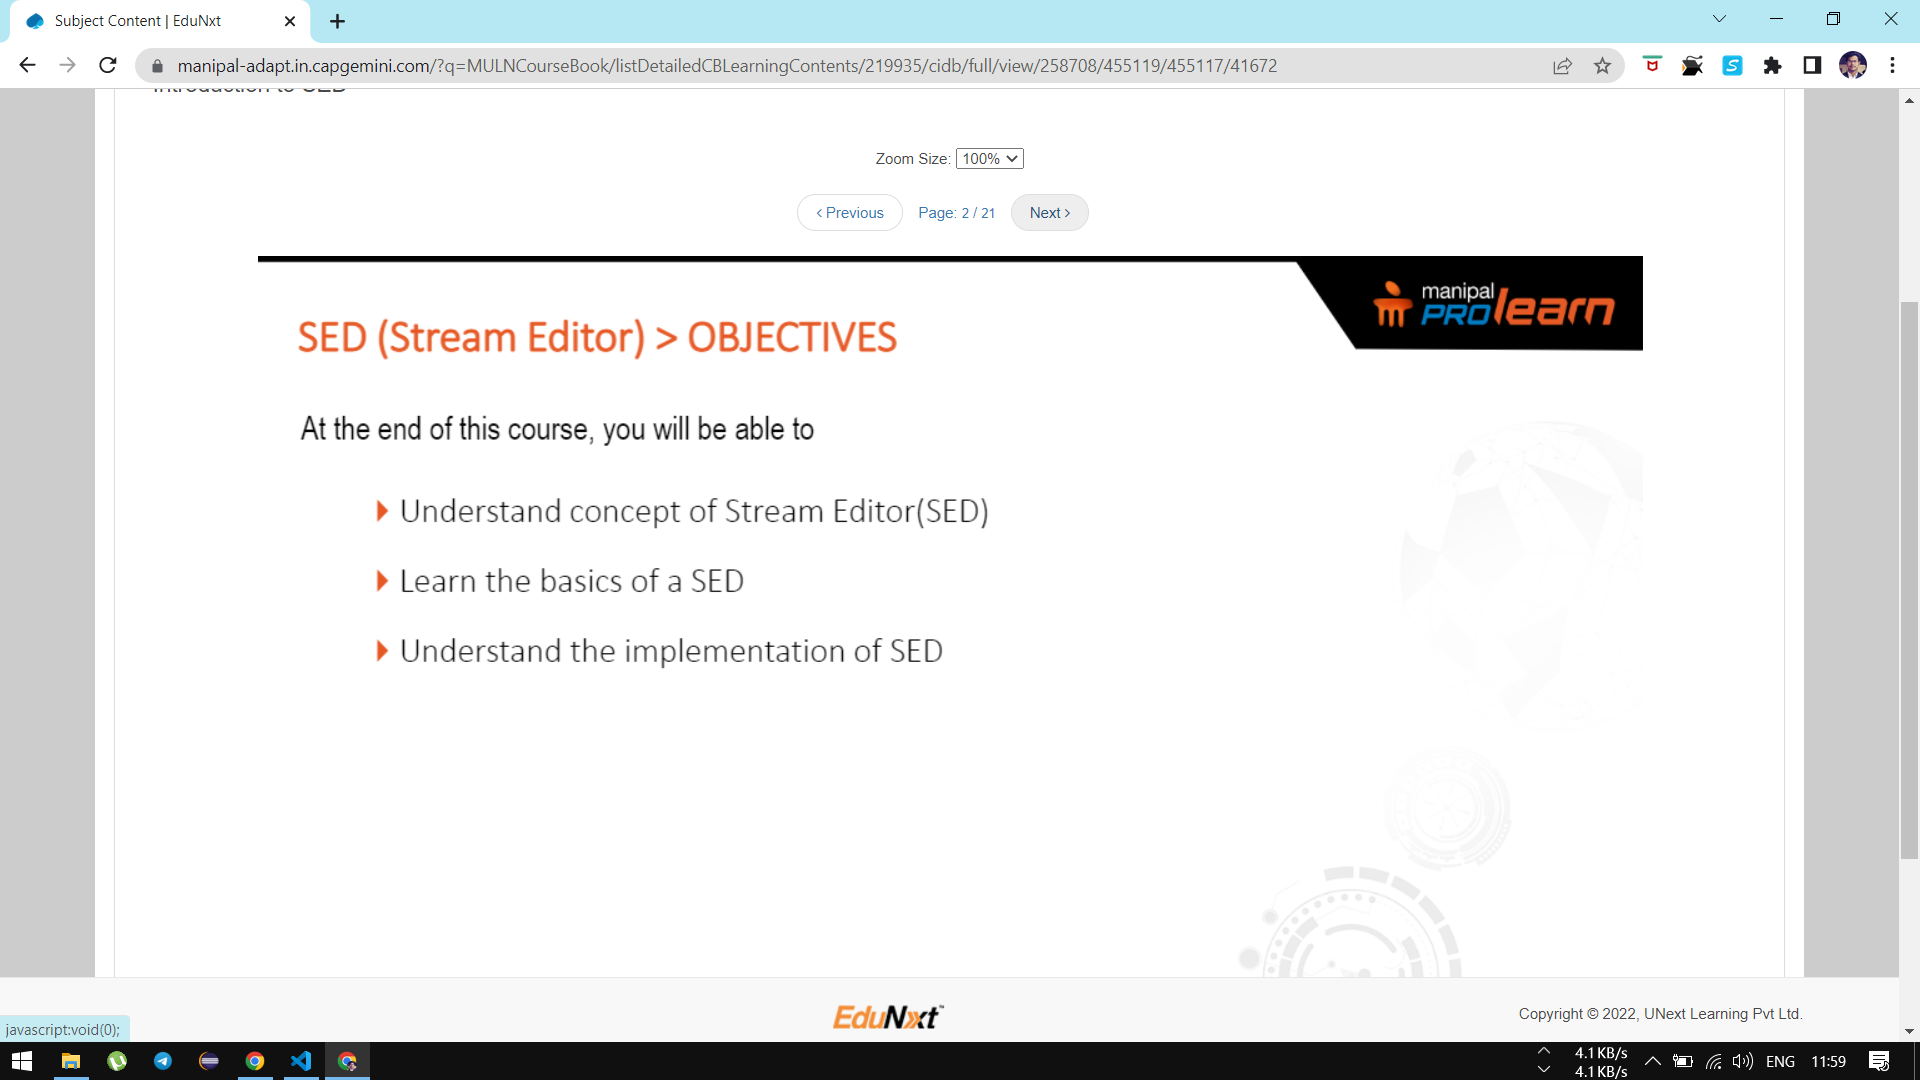 Subject Content | EduNxt
manipal-adapt.in.capgemini.com/?q=MULNCourseBook/listDetailedCBLearningContents/219935/cidb/full/view/258708/455119/455117/41672
Introduction to SED
Zoom Size: 100%
‹ Previous Page: 2 / 21 Next ›
manipal
PROlearn
SED (Stream Editor) > OBJECTIVES
At the end of this course, you will be able to
Understand concept of Stream Editor(SED)
Learn the basics of a SED
Understand the implementation of SED
EduNxt™
Copyright © 2022, UNext Learning Pvt Ltd.
javascript:void(0);
4.1 KB/s
4.1 KB/s
ENG 11:59